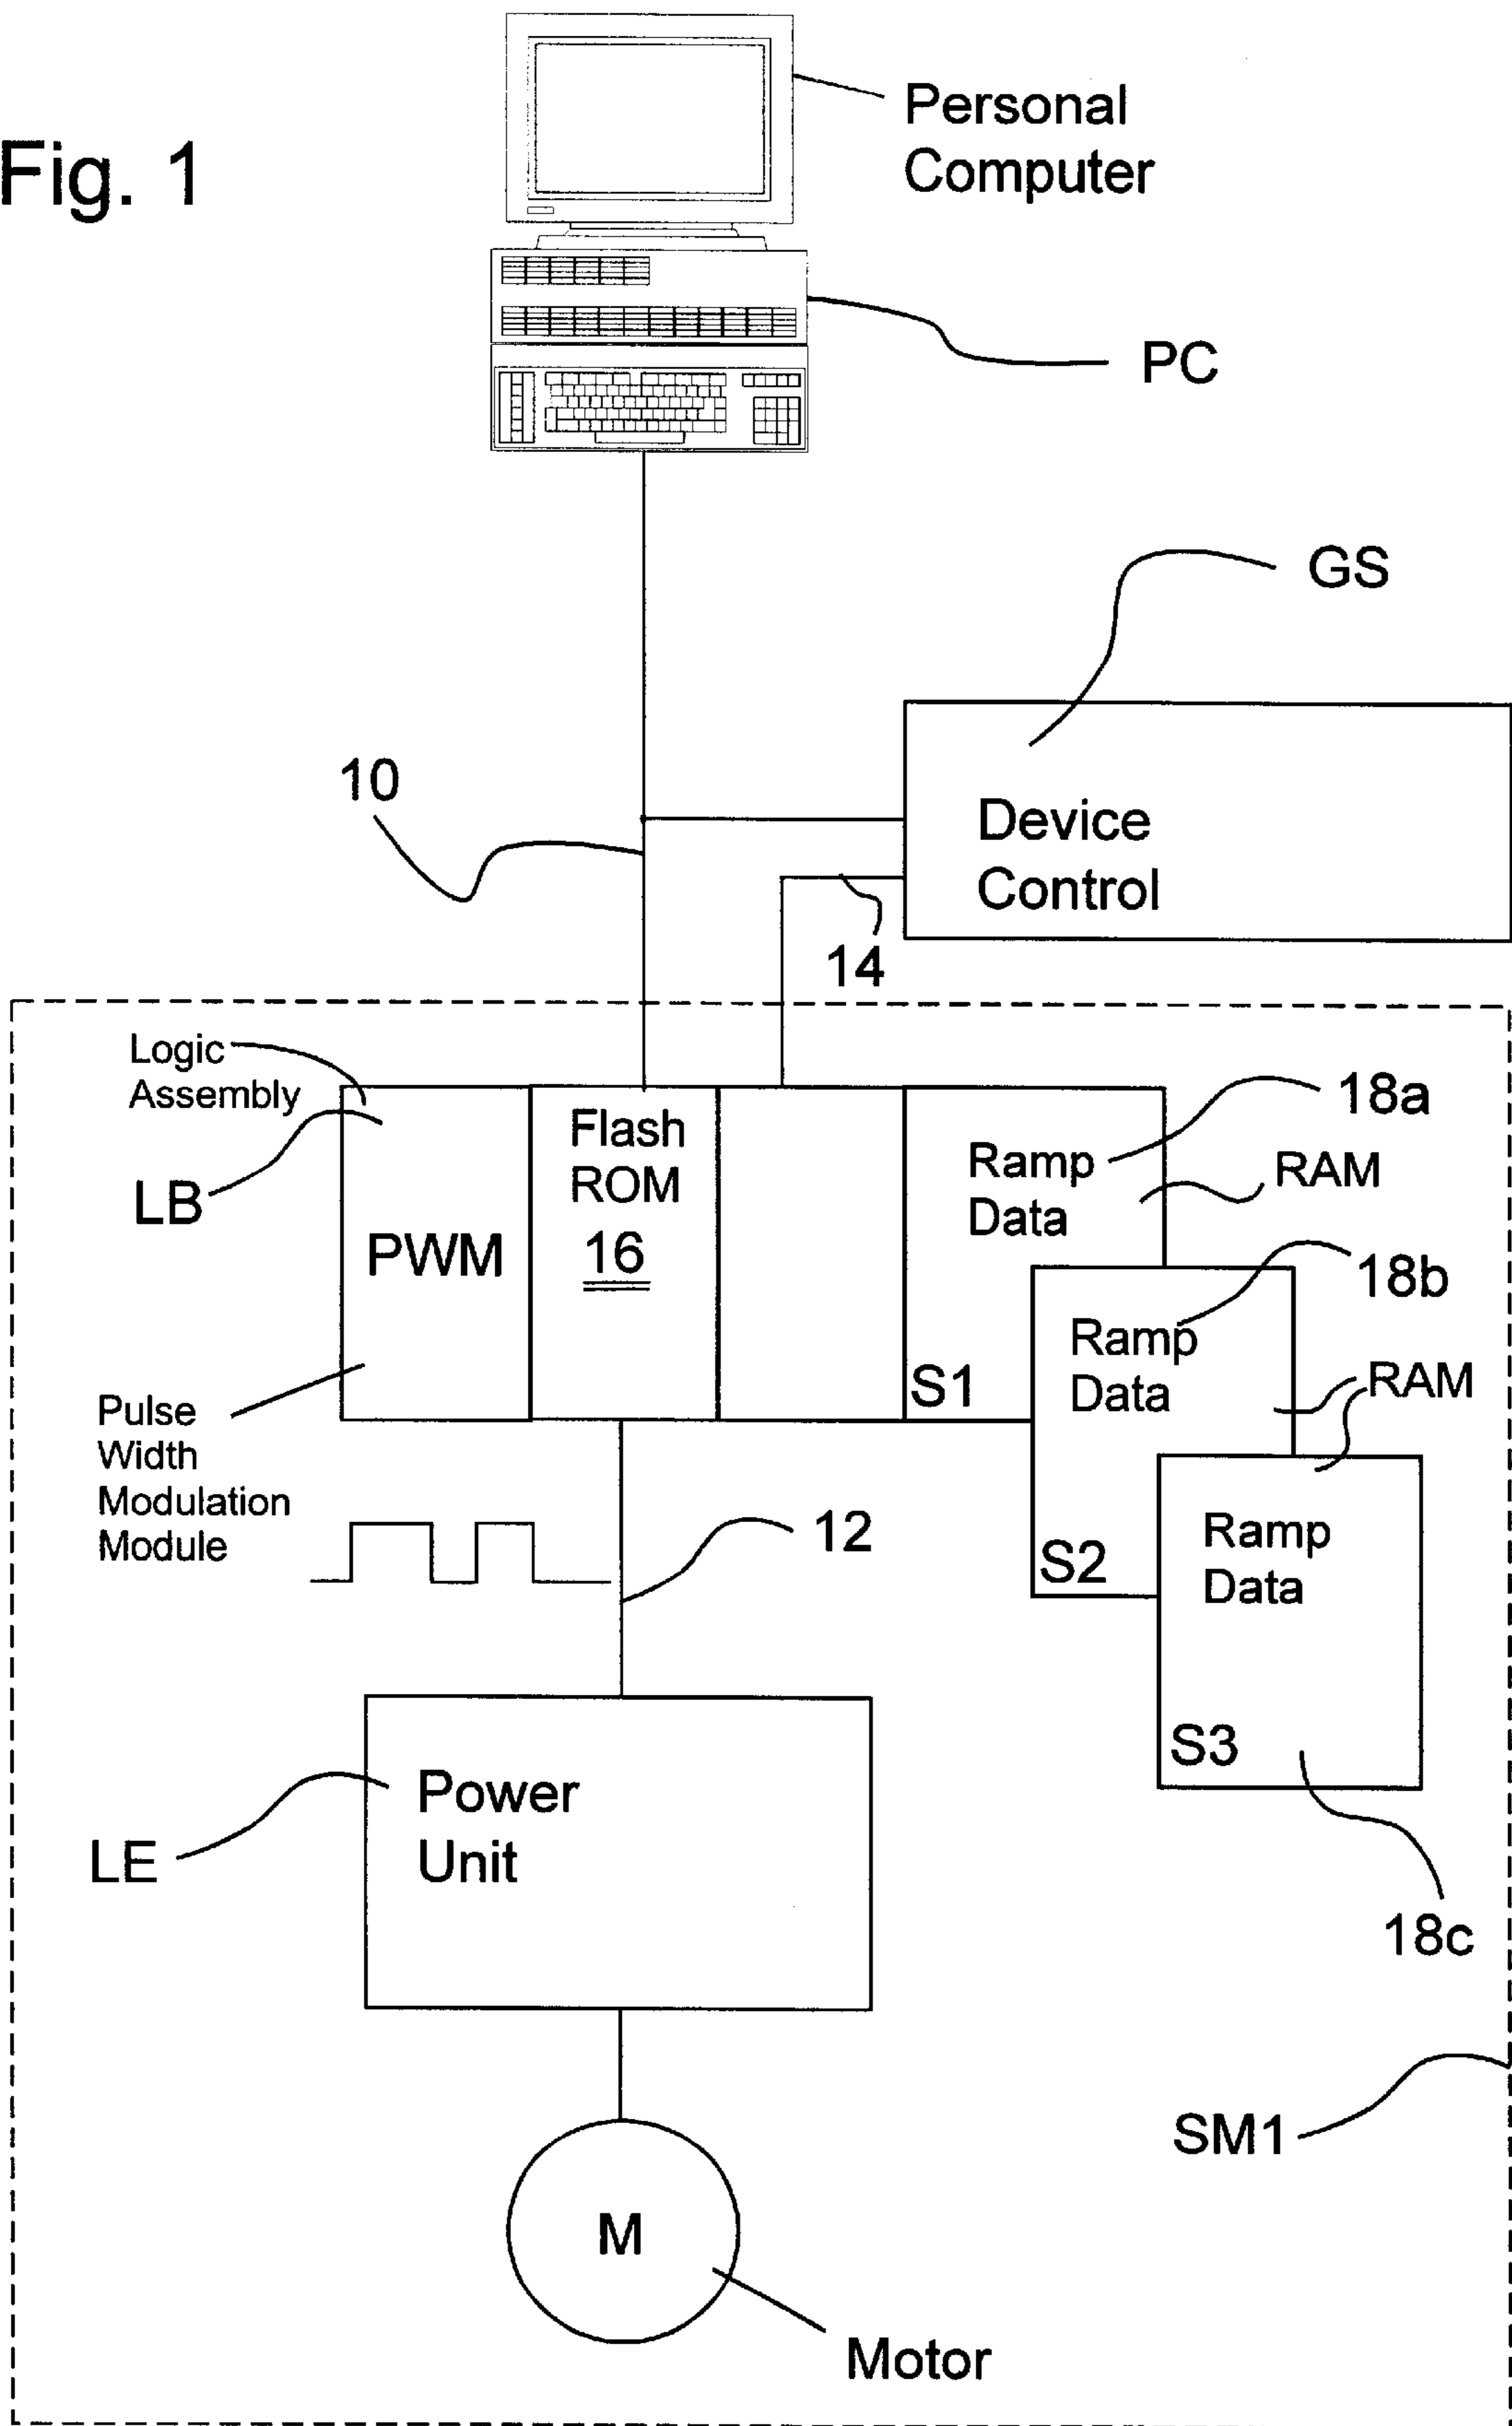 Fig. 1
Personal
Computer
PC
GS
10
Device
Control
14
Logic
Assembly
LB
PWM
Flash
ROM
16
Ramp
Data
S1
18a
RAM
18b
Ramp
Data
S2
RAM
Ramp
Data
S3
18c
Pulse
Width
Modulation
Module
12
LE
Power
Unit
SM1
M
Motor